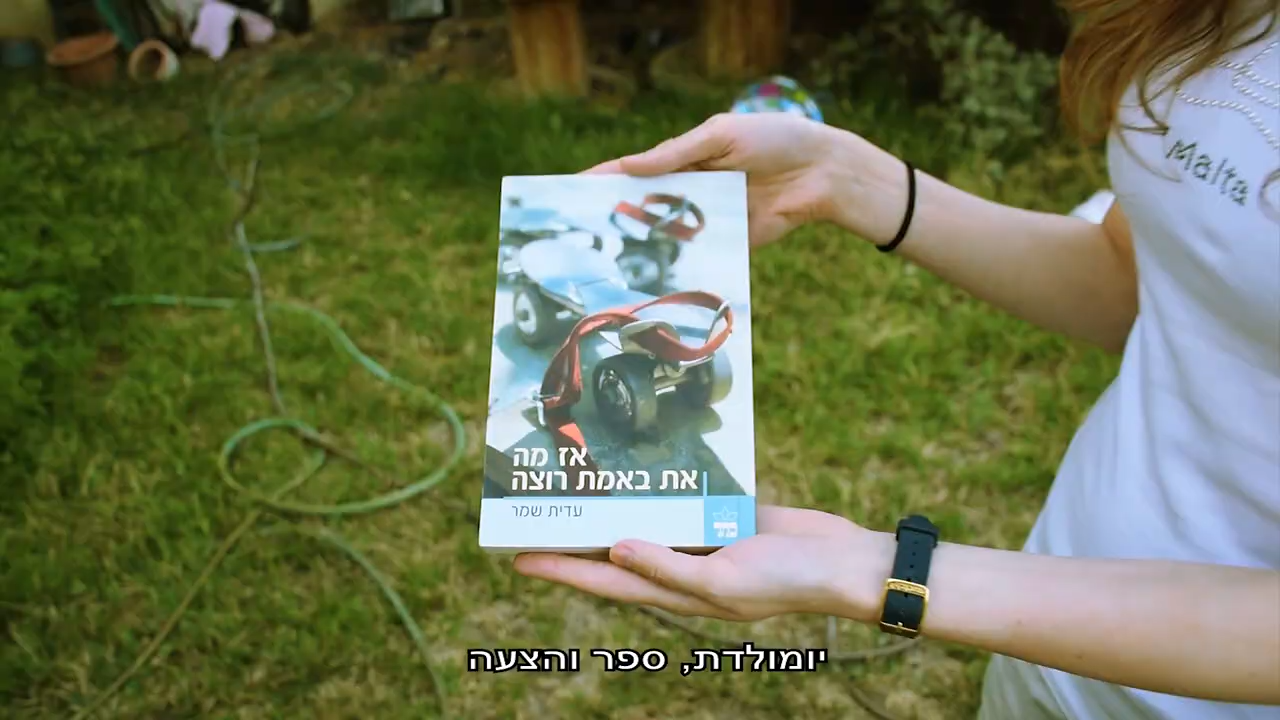 Malta
אז מה
את באמת רוצה
עדית שמר
יומולדת, ספר והצעה